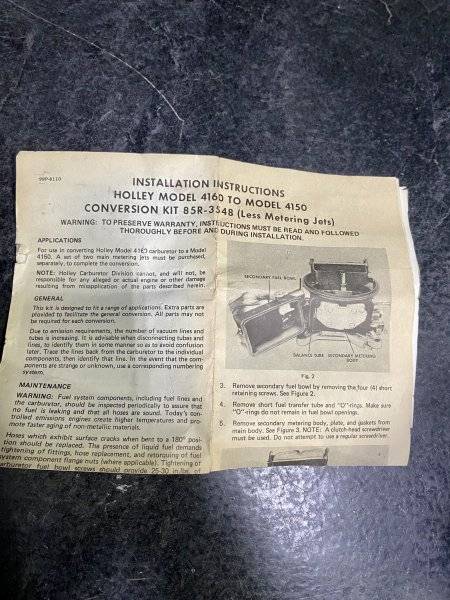 99P-8110
INSTALLATION INSTRUCTIONS
HOLLEY MODEL 4160 TO MODEL 4150
CONVERSION KIT 85R-3548 (Less Metering Jets)
WARNING: TO PRESERVE WARRANTY, INSTRUCTIONS MUST BE READ AND FOLLOWED
THOROUGHLY BEFORE AND DURING INSTALLATION.
APPLICATIONS
For use in converting Holley Model 4160 carburetor to a Model
4150. A set of two main metering jets must be purchased,
separately, to complete the conversion.
NOTE: Holley Carburetor Division cannot, and will not, be
responsible for any alleged or actual engine or other damage
resulting from misapplication of the parts described herein.
GENERAL
This kit is designed to fit a range of applications. Extra parts are
provided to facilitate the general conversion. All parts may not
be required for each conversion.
Due to emission requirements, the number of vacuum lines and
tubes is increasing. It is advisable when disconnecting tubes and
lines, to identify them in some manner so as to avoid confusion
later. Trace the lines back from the carburetor to the individual
components, then identify that line. In the event that the com-
ponents are strange or unknown, use a corresponding numbering
system.
MAINTENANCE
WARNING: Fuel system components, including fuel lines and
the carburetor, should be inspected periodically to assure that
no fuel is leaking and that all hoses are sound. Today's con-
trolled emissions engines create higher temperatures and pro-
mote faster aging of non-metallic materials.
Hoses which exhibit surface cracks when bent to a 180° posi-
tion should be replaced. The presence of liquid fuel demands
tightening of fittings, hose replacement, and retorquing of fuel
system component flange nuts (where applicable). Tightening of
carburetor fuel bowl screws should provide 25-30 in./lbs. of
SECONDARY FUEL BOWL
BALANCE TUBE SECONDARY METERING
BODY
Fig. 2
3. Remove secondary fuel bowl by removing the four (4) short
retaining screws. See Figure 2.
4. Remove short fuel transfer tube and "O"rings. Make sure
"O"rings do not remain in fuel bowl openings.
5. Remove secondary metering body, plate, and gaskets from
main body. See Figure 3. NOTE: A clutch-head screwdriver
must be used. Do not attempt to use a regular screwdriver.